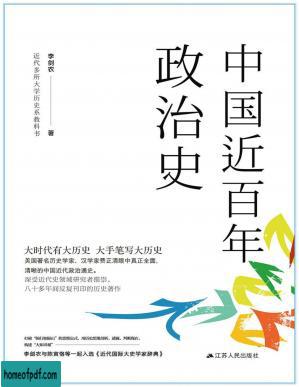 中国近百年
政治史
李剑农 著
近代多所大学历史系教科书
大时代有大历史 大手笔写大历史
美国著名历史学家、汉学家费正清眼中真正全面、
清晰的中国近代政治通史。
深受近代史领域研究者推崇，
八十多年间反复刊印的历史著作
李剑农与陈寅恪等一起入选《近代国际大史学家辞典》
江苏人民出版社
homeofpdf.com